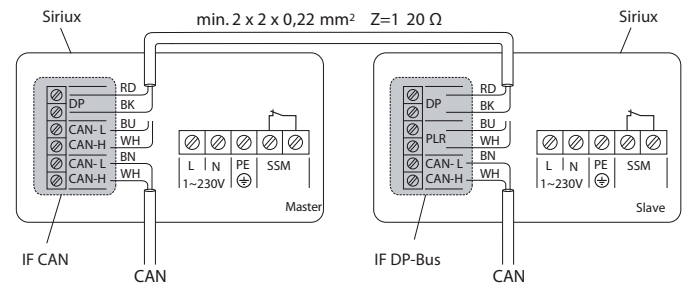 Siriux
min. 2 x 2 x 0,22 mm² Z=1 20 Ω
Siriux
DP
CAN- L
CAN-H
CAN-L
CAN-H
RD
BK
BU
WH
BN
WH
L N PE SSM
1~230V
Master
IF CAN
CAN
DP
PLR
CAN- L
CAN-H
RD
BK
BU
WH
BN
WH
L N PE SSM
1~230V
Slave
IF DP-Bus
CAN